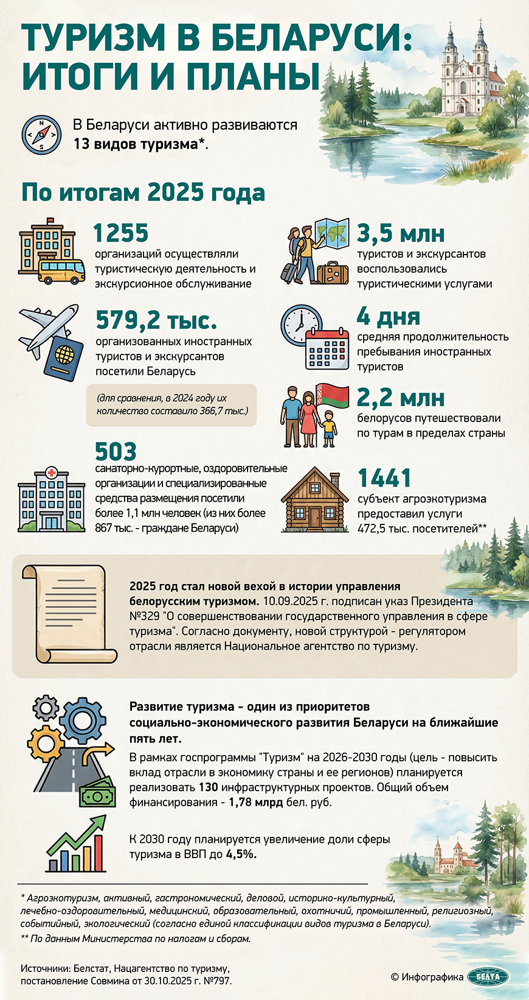 ТУРИЗМ В БЕЛАРУСИ:
ИТОГИ И ПЛАНЫ
N
S
В Беларуси активно развиваются
13 видов туризма*.
По итогам 2025 года
1255
организаций осуществляли
туристическую деятельность и
экскурсионное обслуживание
3,5 млн
туристов и экскурсантов
воспользовались
туристическими услугами
579,2 тыс.
организованных иностранных
туристов и экскурсантов
посетили Беларусь
(для сравнения, в 2024 году их
количество составило 366,7 тыс.)
4 дня
средняя продолжительность
пребывания иностранных
туристов
2,2 млн
белорусов путешествовали
по турам в пределах страны
503
санаторно-курортные, оздоровительные
организации и специализированные
средства размещения посетили
более 1,1 млн человек (из них более
867 тыс. - граждане Беларуси)
1441
субъект агроэкотуризма
предоставил услуги
472,5 тыс. посетителей**
2025 год стал новой вехой в истории управления
белорусским туризмом. 10.09.2025 г. подписан указ Президента
№329 "О совершенствовании государственного управления в сфере
туризма". Согласно документу, новой структурой - регулятором
отрасли является Национальное агентство по туризму.
Развитие туризма - один из приоритетов
социально-экономического развития Беларуси на ближайшие
пять лет.
В рамках госпрограммы "Туризм" на 2026-2030 годы (цель - повысить
вклад отрасли в экономику страны и ее регионов) планируется
реализовать 130 инфраструктурных проектов. Общий объем
финансирования - 1,78 млрд бел. руб.
К 2030 году планируется увеличение доли сферы
туризма в ВВП до 4,5%.
* Агроэкотуризм, активный, гастрономический, деловой, историко-культурный,
лечебно-оздоровительный, медицинский, образовательный, охотничий, промышленный, религиозный,
событийный, экологический (согласно единой классификации видов туризма в Беларуси).
** По данным Министерства по налогам и сборам.
Источники: Белстат, Нацагентство по туризму,
постановление Совмина от 30.10.2025 г. №797.
© Инфографика БЕЛТА